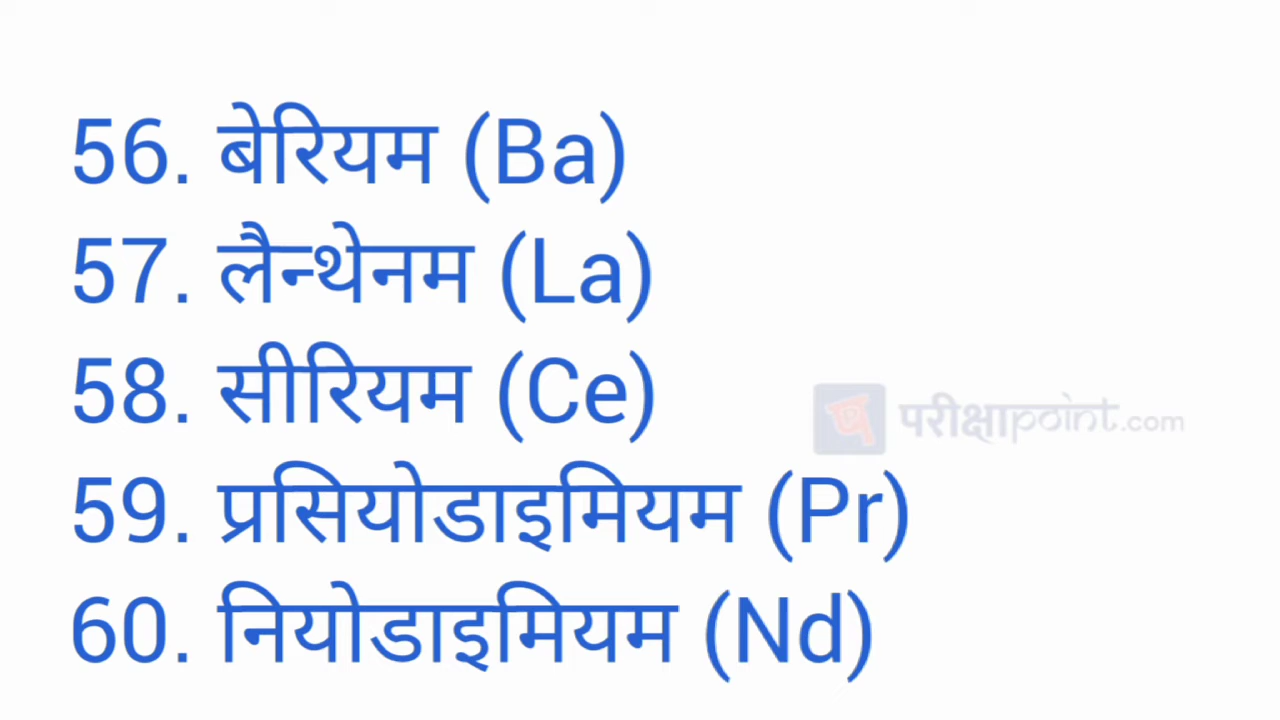 56. बेरियम (Ba)
57. लैन्थेनम (La)
58. सीरियम (Ce)
प परीक्षाpoint.com
59. प्रसियोडाइमियम (Pr)
60. नियोडाइमियम (Nd)